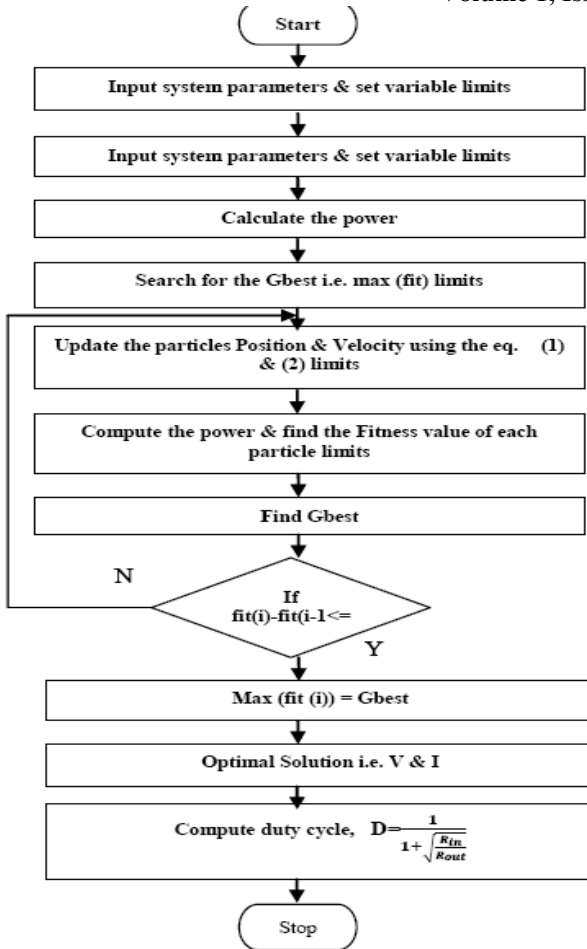 Volume 1, Iss
Start
Input system parameters & set variable limits
Input system parameters & set variable limits
Calculate the power
Search for the Gbest i.e. max (fit) limits
Update the particles Position & Velocity using the eq. (1)
& (2) limits
Compute the power & find the Fitness value of each
particle limits
Find Gbest
N
If
fit(i)-fit(i-1<=
Y
Max (fit (i)) = Gbest
Optimal Solution i.e. V & I
Compute duty cycle, D=1/(1+√(Rin/Rout))
Stop